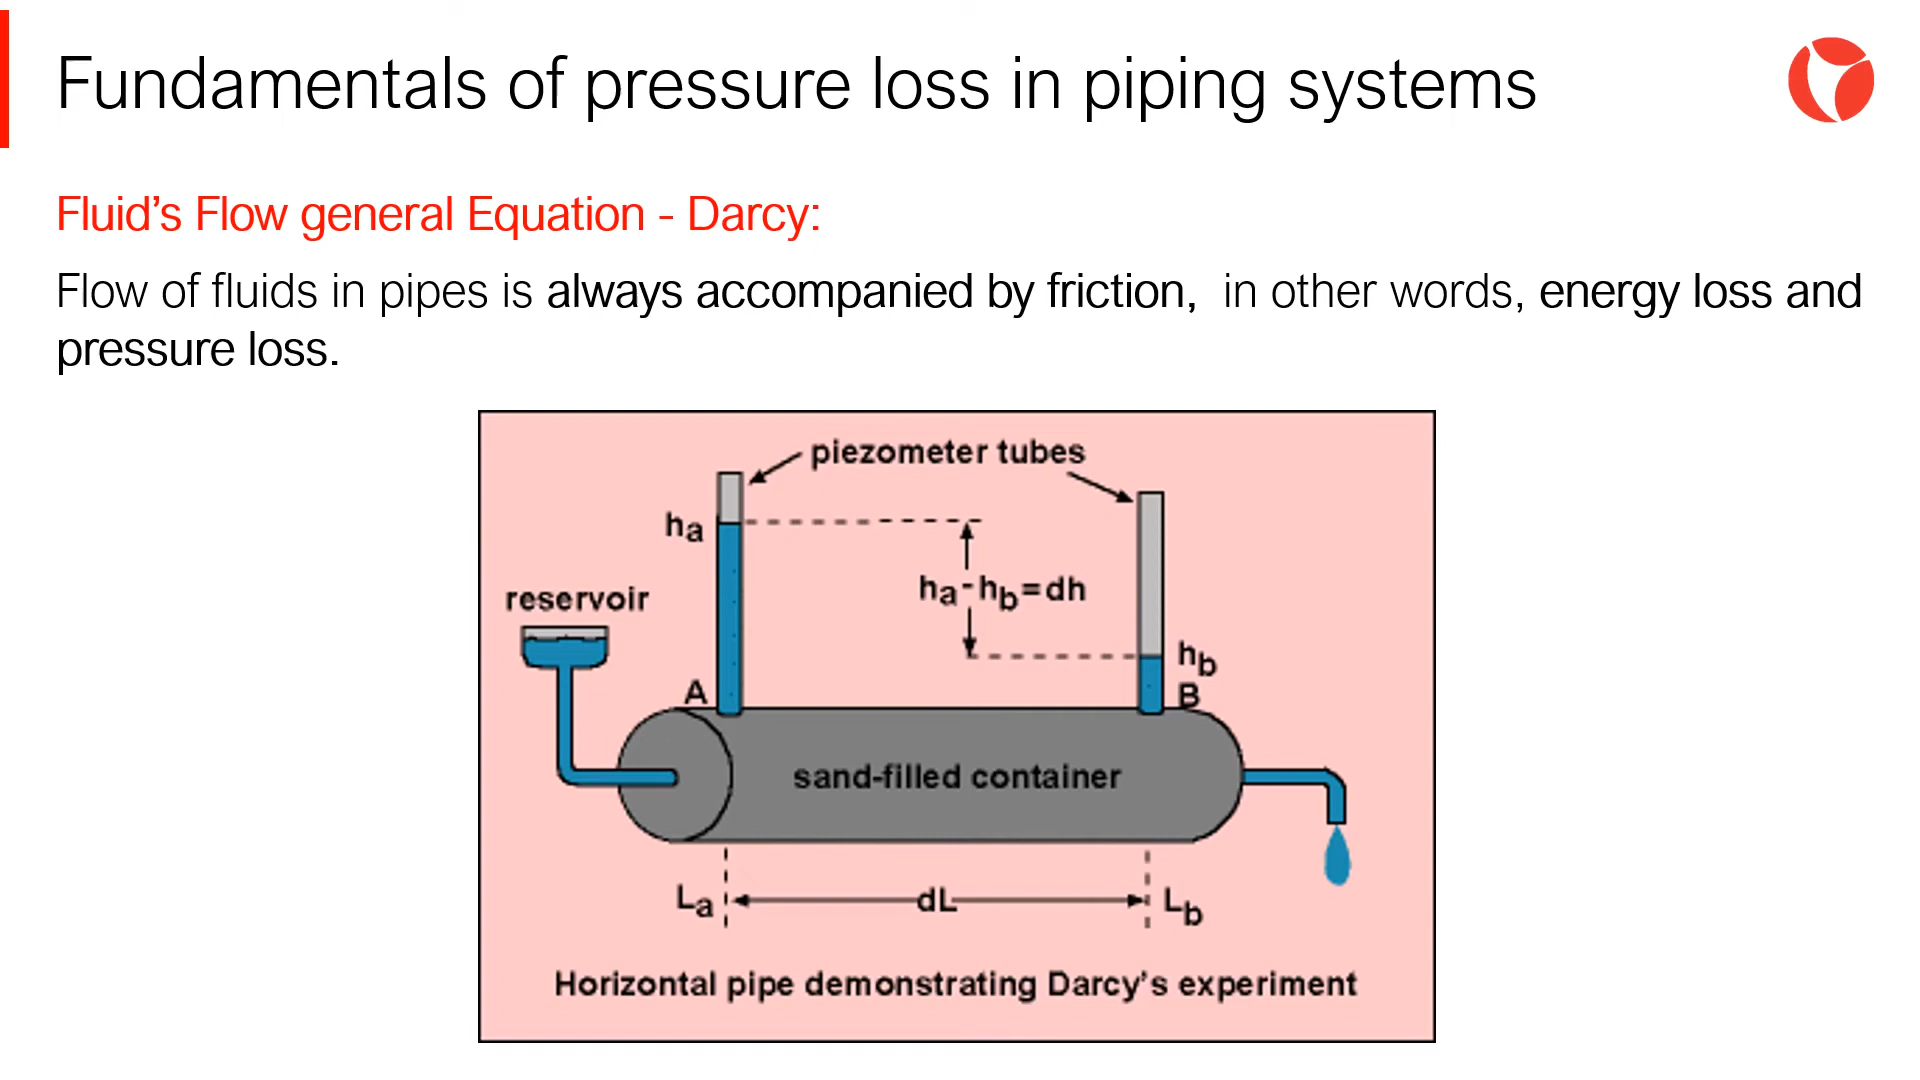 Fundamentals of pressure loss in piping systems
Fluid’s Flow general Equation - Darcy:
Flow of fluids in pipes is always accompanied by friction,  in other words, energy loss and
pressure loss.
piezometer tubes
ha
ha-hb=dh
reservoir
hb
A
B
sand-filled container
La
dL
Lb
Horizontal pipe demonstrating Darcy's experiment